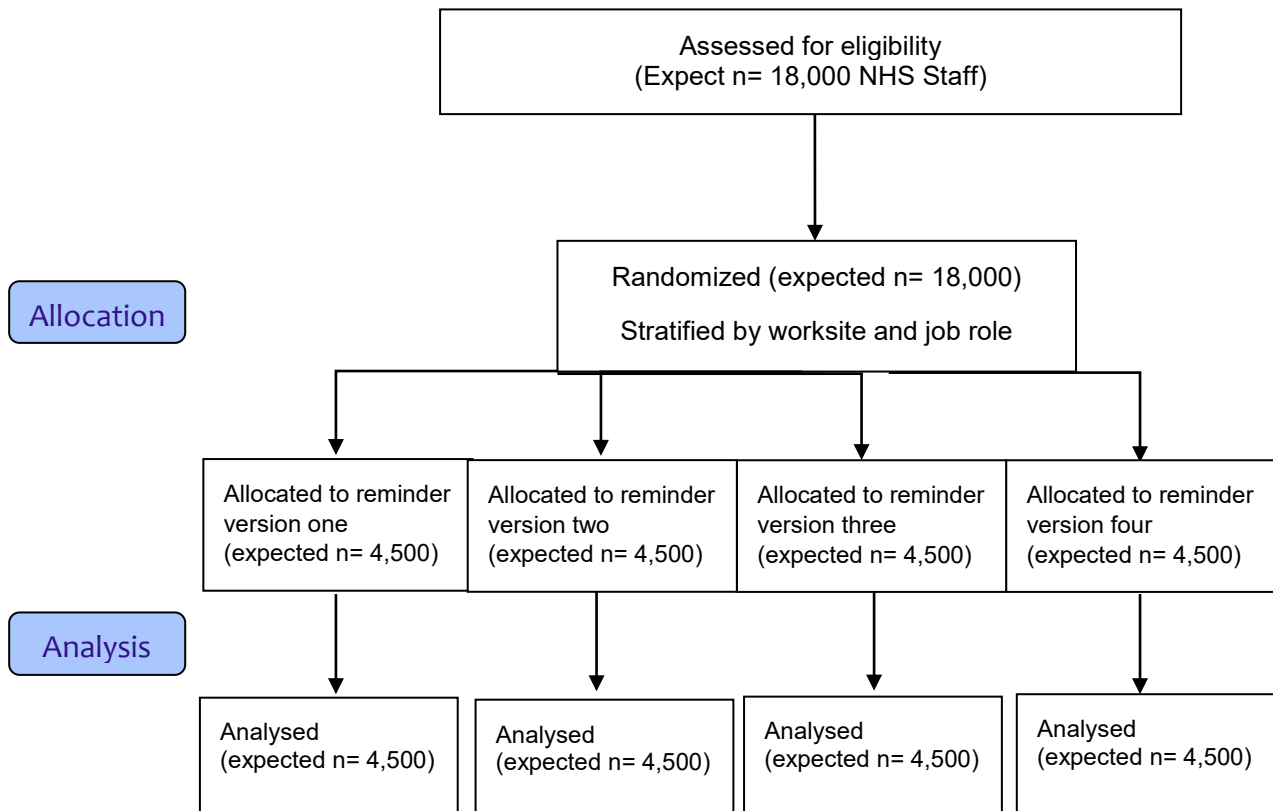 Assessed for eligibility
(Expect n= 18,000 NHS Staff)
Allocation
Randomized (expected n= 18,000)
Stratified by worksite and job role
Allocated to reminder
version one
(expected n= 4,500)
Allocated to reminder
version two
(expected n= 4,500)
Allocated to reminder
version three
(expected n= 4,500)
Allocated to reminder
version four
(expected n= 4,500)
Analysis
Analysed
(expected n= 4,500)
Analysed
(expected n= 4,500)
Analysed
(expected n= 4,500)
Analysed
(expected n= 4,500)